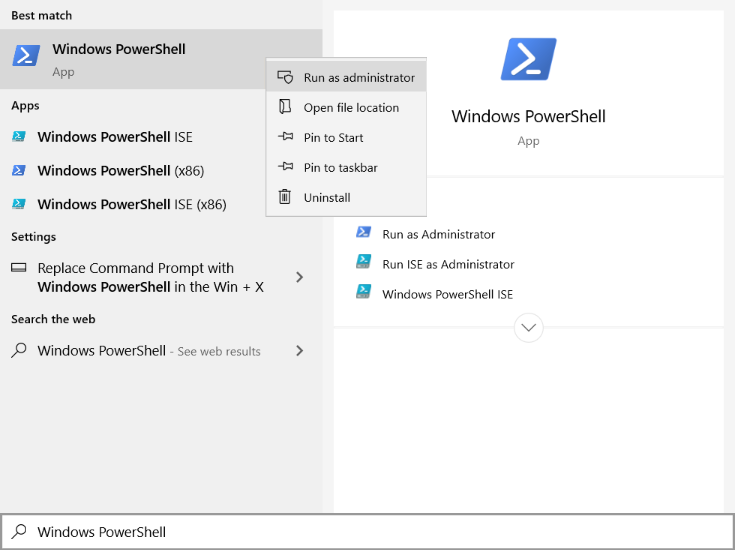 Best match
Windows PowerShell
App
Run as administrator
Open file location
Pin to Start
Pin to taskbar
Uninstall
Apps
Windows PowerShell ISE
Windows PowerShell (x86)
Windows PowerShell ISE (x86)
Settings
Replace Command Prompt with
Windows PowerShell in the Win + X
Search the web
Windows PowerShell - See web results
Windows PowerShell
App
Run as Administrator
Run ISE as Administrator
Windows PowerShell ISE
Windows PowerShell